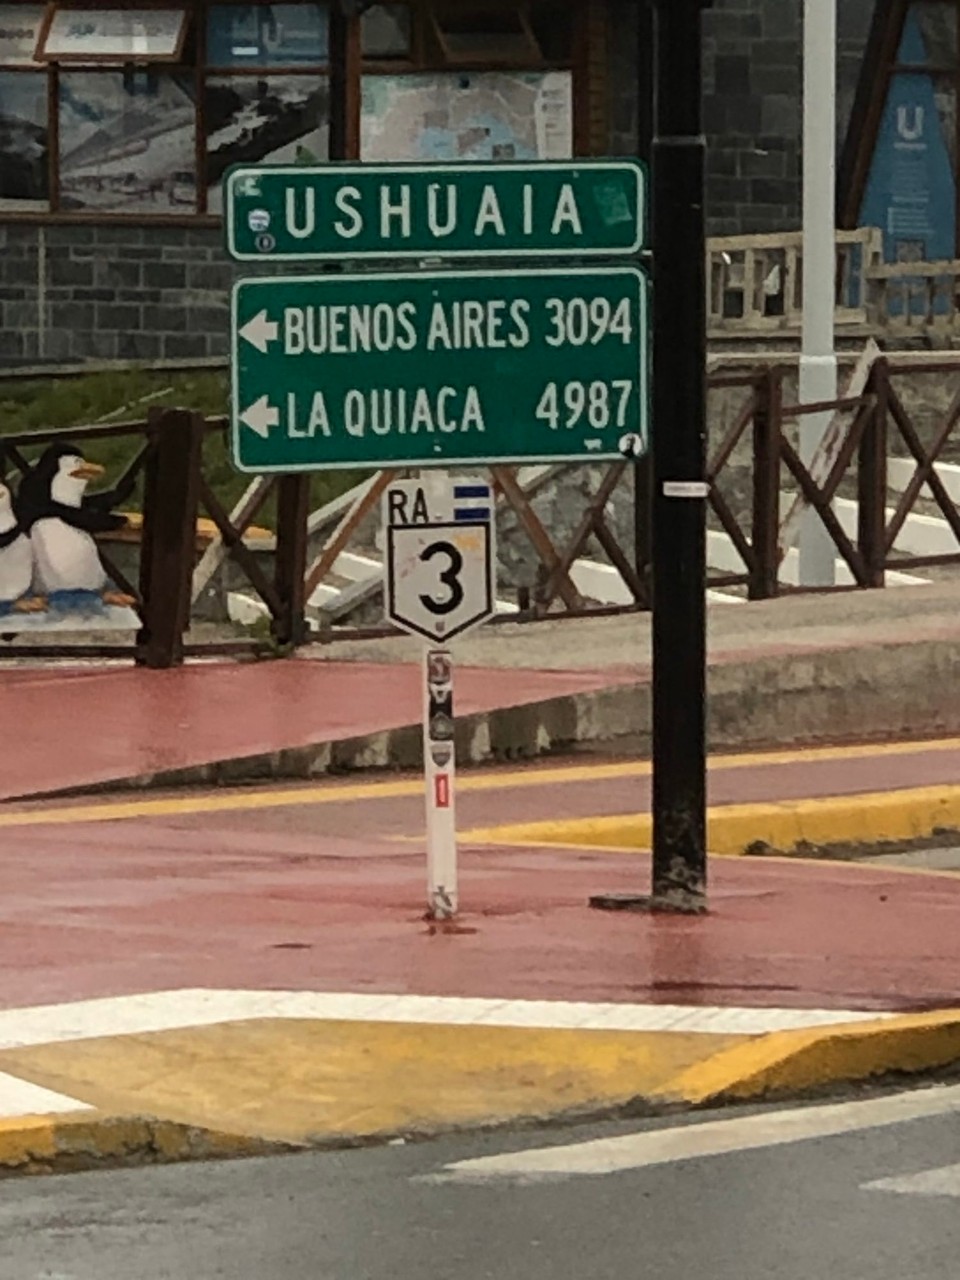 USHUAIA
BUENOS AIRES 3094
LA QUIACA 4987
RA
3
U